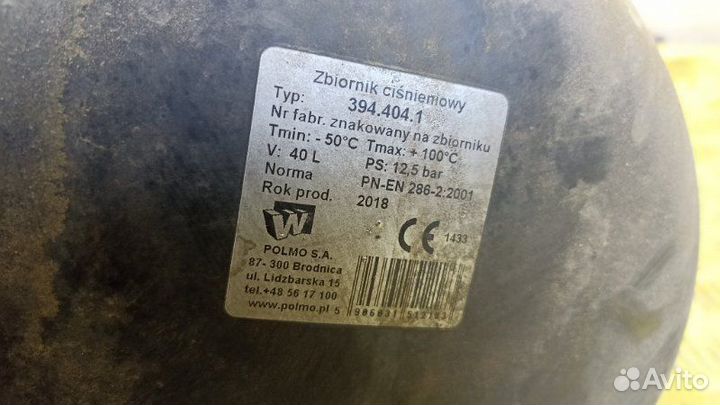 Zbiornik ciśnieniowy
Typ: 394.404.1
Nr fabr. znakowany na zbiorniku
Tmin: - 50°C Tmax: + 100°C
V: 40 L PS: 12,5 bar
Norma PN-EN 286-2:2001
Rok prod. 2018
W
CE 1433
POLMO S.A.
87- 300 Brodnica
ul. Lidzbarska 15
tel.+48 56 17 100
www.polmo.pl
Avito